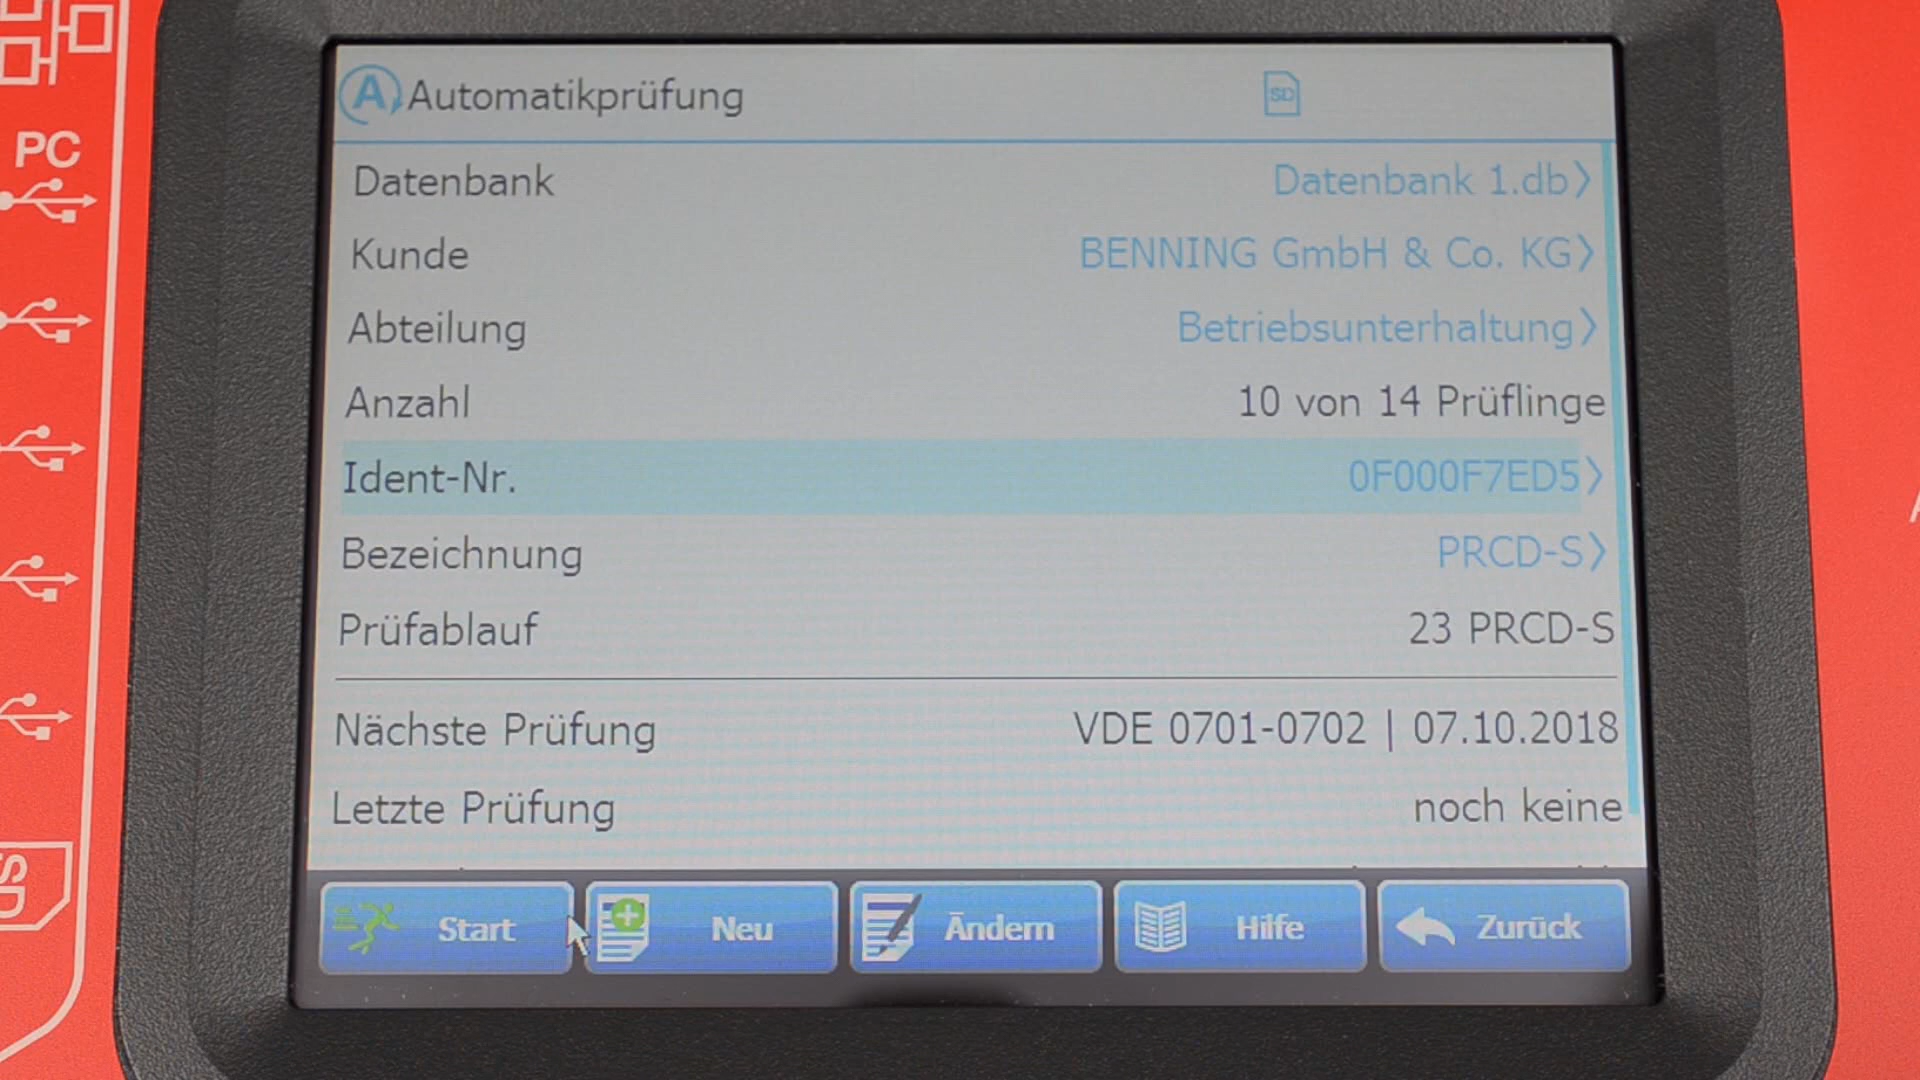 PC
SD
Automatikprüfung
SD
Datenbank Datenbank 1.db
Kunde BENNING GmbH & Co. KG
Abteilung Betriebsunterhaltung
Anzahl 10 von 14 Prüflinge
Ident-Nr. 0F000F7ED5
Bezeichnung PRCD-S
Prüfablauf 23 PRCD-S
Nächste Prüfung VDE 0701-0702 | 07.10.2018
Letzte Prüfung noch keine
Start Neu Ändern Hilfe Zurück